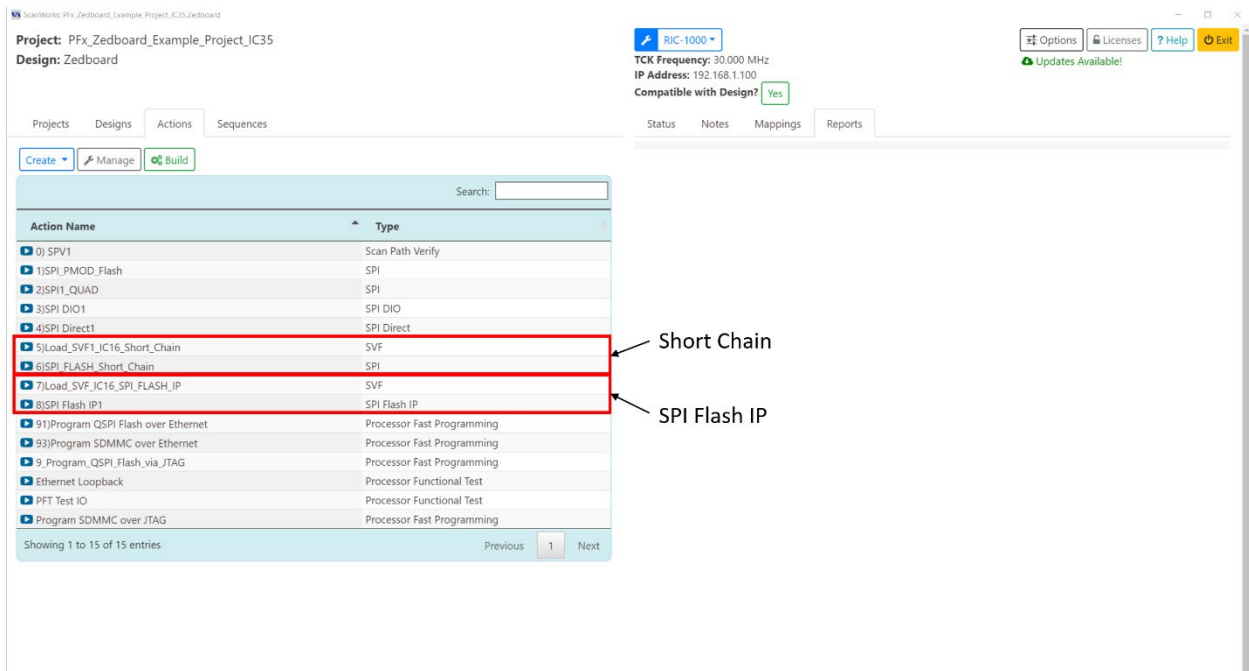 ScanWorks: PFx_Zedboard_Example_Project_IC35.Zedboard
Project: PFx_Zedboard_Example_Project_IC35
Design: Zedboard
RIC-1000
TCK Frequency: 30.000 MHz
IP Address: 192.168.1.100
Compatible with Design? Yes
Options Licenses ? Help Exit
Updates Available!
Projects Designs Actions Sequences
Status Notes Mappings Reports
Create Manage Build
Search:
Action Name Type
0) SPV1 Scan Path Verify
1)SPI_PMOD_Flash SPI
2)SPI1_QUAD SPI
3)SPI DIO1 SPI DIO
4)SPI Direct1 SPI Direct
5)Load_SVF1_IC16_Short_Chain SVF
6)SPI_FLASH_Short_Chain SPI
7)Load_SVF_IC16_SPI_FLASH_IP SVF
8)SPI Flash IP1 SPI Flash IP
91)Program QSPI Flash over Ethernet Processor Fast Programming
93)Program SDMMC over Ethernet Processor Fast Programming
9_Program_QSPI_Flash_via_JTAG Processor Fast Programming
Ethernet Loopback Processor Functional Test
PFT Test IO Processor Functional Test
Program SDMMC over JTAG Processor Fast Programming
Showing 1 to 15 of 15 entries Previous 1 Next
Short Chain
SPI Flash IP